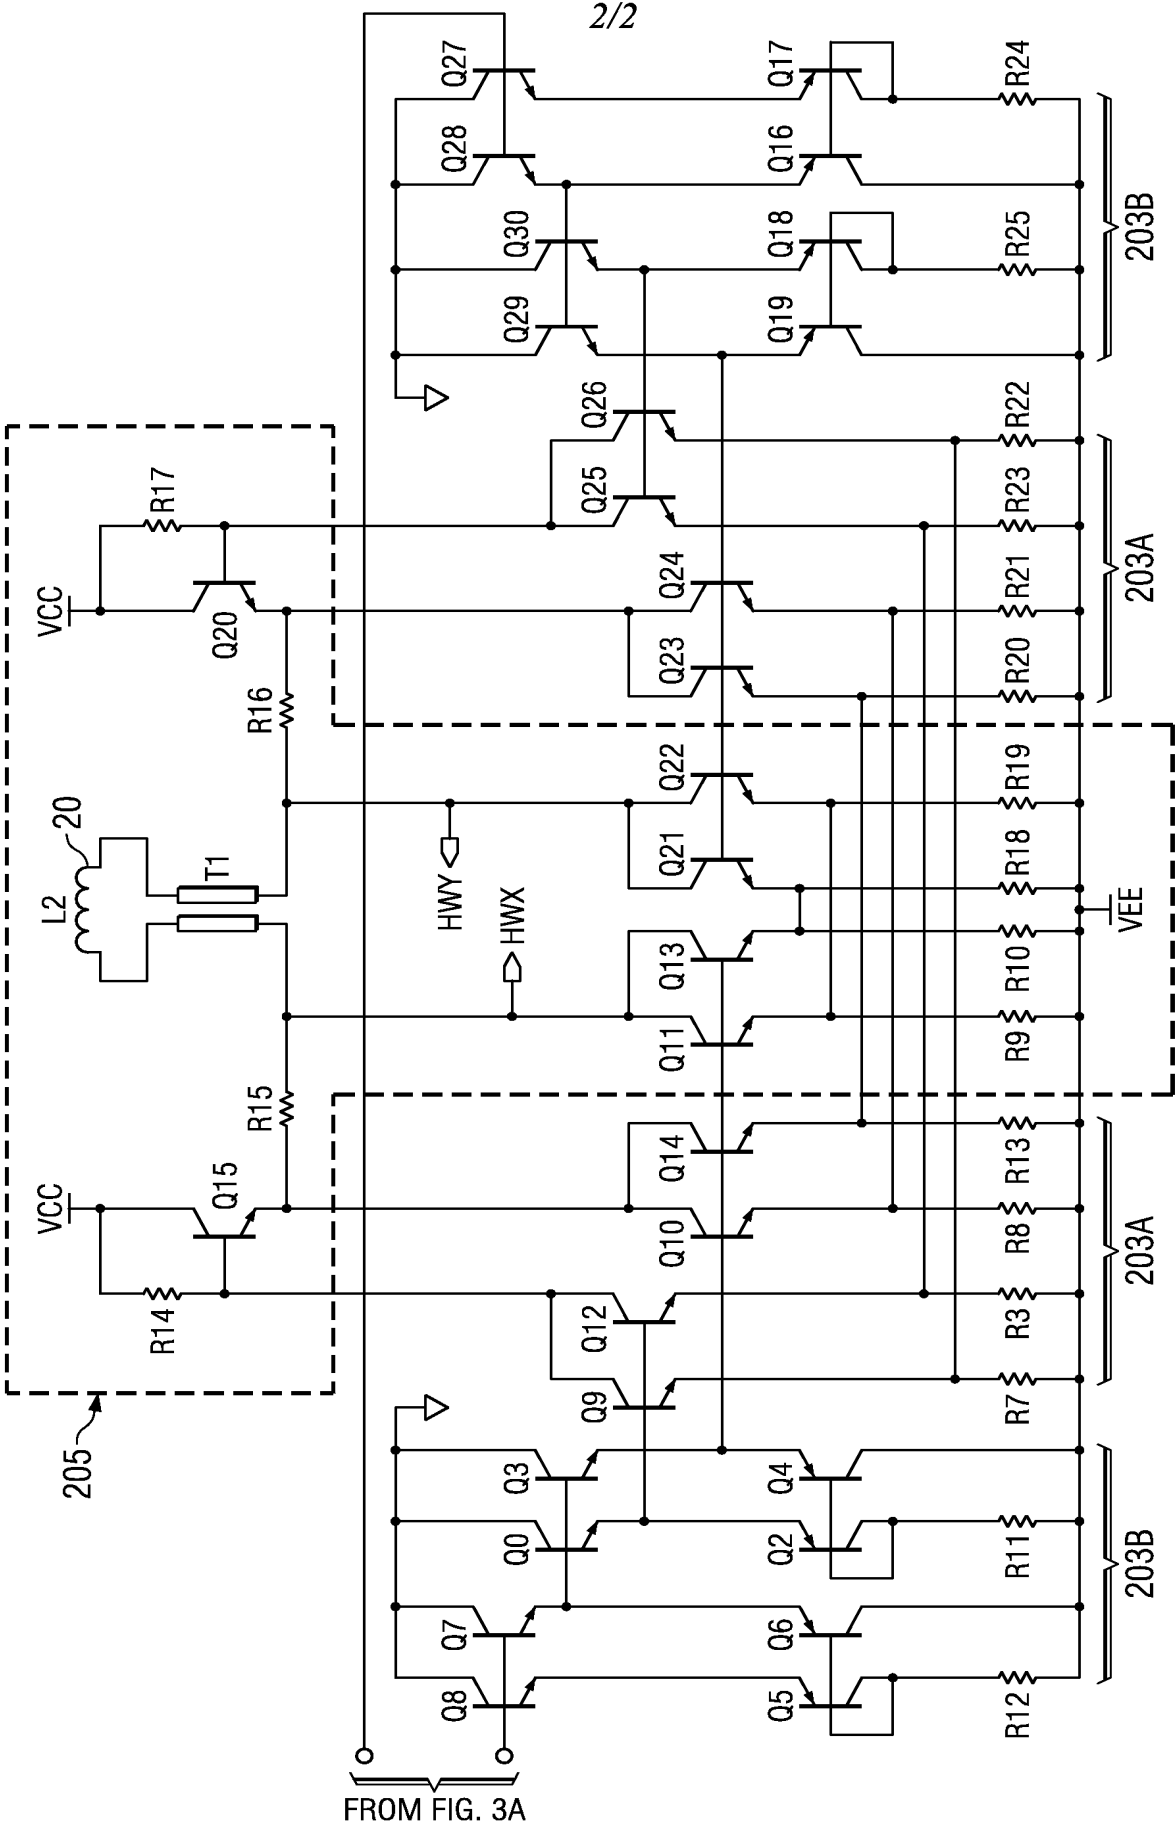 2/2
VCC
R14
Q15
R15
L2
20
T1
R16
VCC
R17
Q20
205
HWX
HWY
FROM FIG. 3A
Q8
Q7
Q0
Q3
Q9
Q12
Q10
Q14
Q11
Q13
Q21
Q22
Q23
Q24
Q25
Q26
Q29
Q30
Q28
Q27
Q5
Q6
Q2
Q4
Q19
Q18
Q16
Q17
R12
R11
R7
R3
R8
R13
R9
R10
R18
R19
R20
R21
R23
R22
R25
R24
VEE
203B
203A
203A
203B